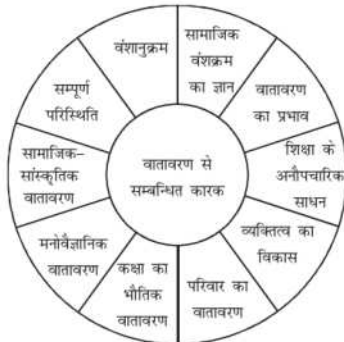 वंशानुक्रम
सामाजिक
वंशक्रम
का ज्ञान
वातावरण
का प्रभाव
शिक्षा के
अनौपचारिक
साधन
व्यक्तित्व का
विकास
परिवार का
वातावरण
कक्षा का
भौतिक
वातावरण
मनोवैज्ञानिक
वातावरण
सामाजिक–
सांस्कृतिक
वातावरण
सम्पूर्ण
परिस्थिति
वातावरण से
सम्बन्धित कारक